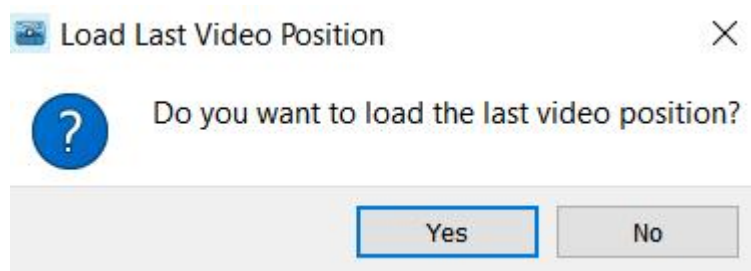 Load Last Video Position
Do you want to load the last video position?
Yes No